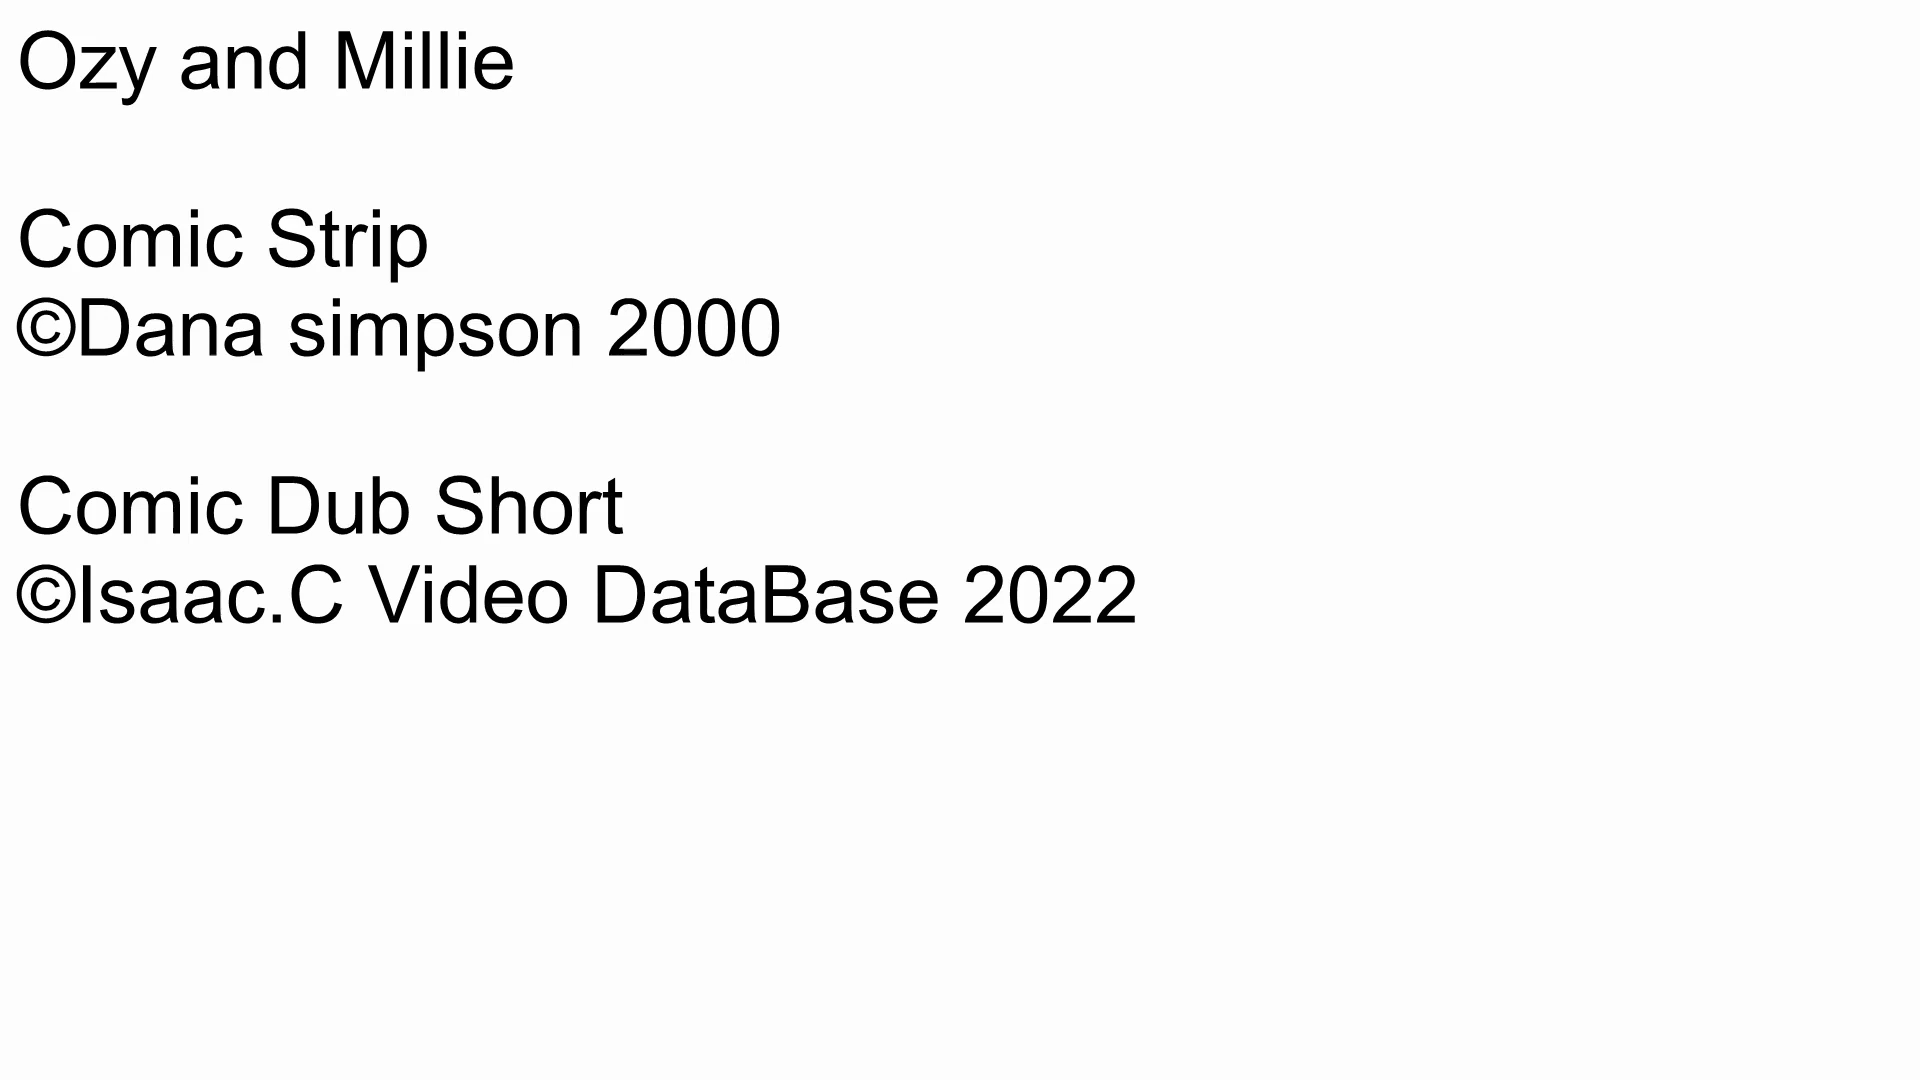 Ozy and Millie
Comic Strip
©Dana simpson 2000
Comic Dub Short
©Isaac.C Video DataBase 2022